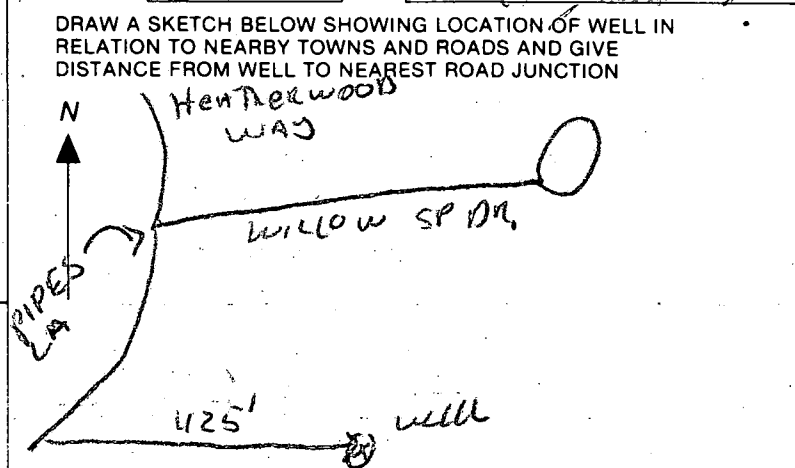 DRAW A SKETCH BELOW SHOWING LOCATION OF WELL IN
RELATION TO NEARBY TOWNS AND ROADS AND GIVE
DISTANCE FROM WELL TO NEAREST ROAD JUNCTION
N
HeatherwooD
WAY
WILLOW SP DR.
PIPES
LA
425'
well